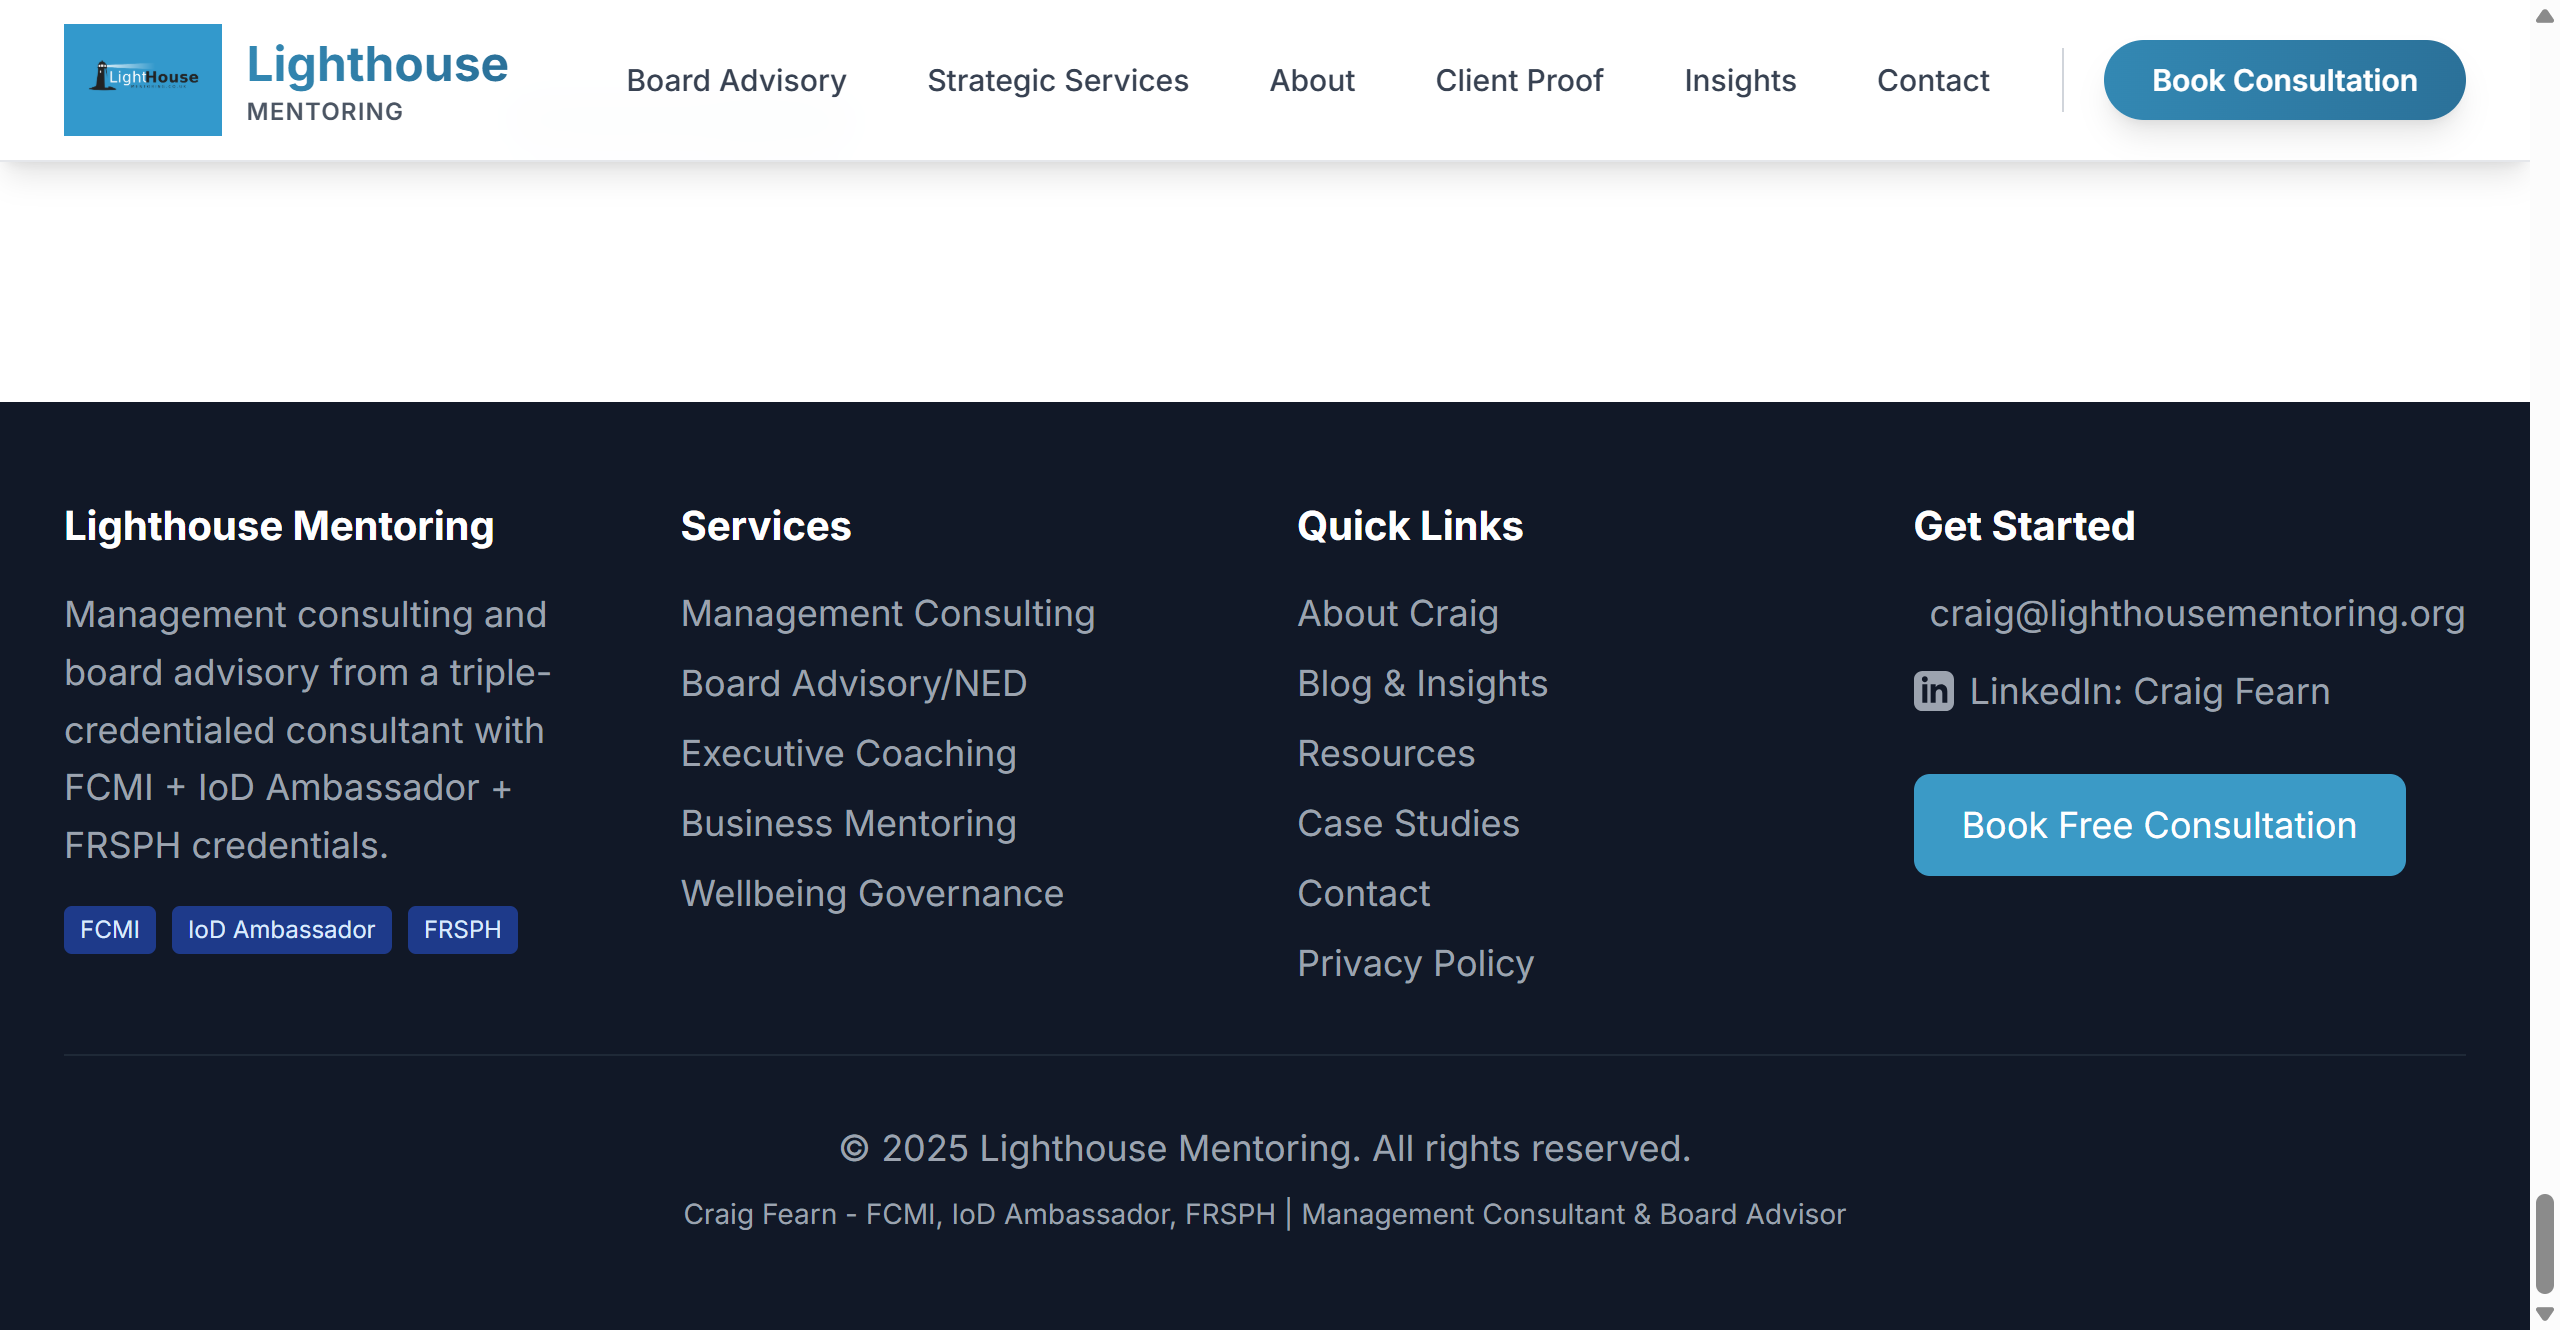 LightHouse
Lighthouse
MENTORING
Board Advisory
Strategic Services
About
Client Proof
Insights
Contact
Book Consultation
Lighthouse Mentoring
Management consulting and
board advisory from a triple-
credentialed consultant with
FCMI + IoD Ambassador +
FRSPH credentials.
FCMI
IoD Ambassador
FRSPH
Services
Management Consulting
Board Advisory/NED
Executive Coaching
Business Mentoring
Wellbeing Governance
Quick Links
About Craig
Blog & Insights
Resources
Case Studies
Contact
Privacy Policy
Get Started
craig@lighthousementoring.org
in
LinkedIn: Craig Fearn
Book Free Consultation
© 2025 Lighthouse Mentoring. All rights reserved.
Craig Fearn - FCMI, IoD Ambassador, FRSPH | Management Consultant & Board Advisor